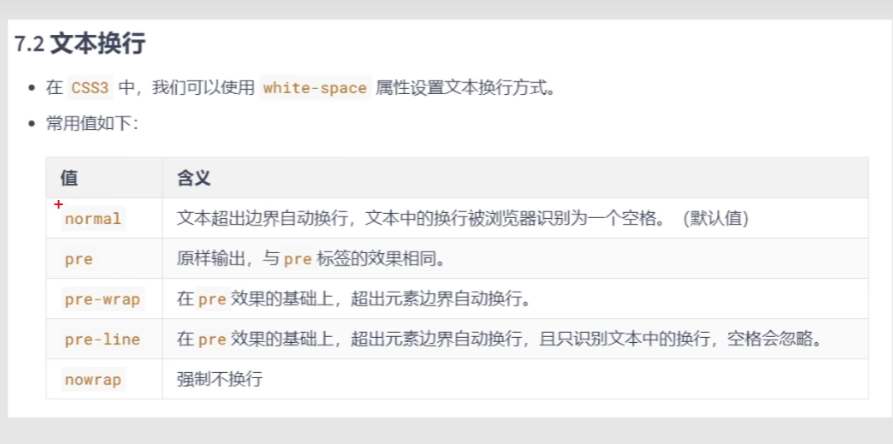 7.2 文本换行
在 CSS3 中，我们可以使用 white-space 属性设置文本换行方式。
常用值如下：
值 含义
normal 文本超出边界自动换行，文本中的换行被浏览器识别为一个空格。（默认值）
pre 原样输出，与 pre 标签的效果相同。
pre-wrap 在 pre 效果的基础上，超出元素边界自动换行。
pre-line 在 pre 效果的基础上，超出元素边界自动换行，且只识别文本中的换行，空格会忽略。
nowrap 强制不换行